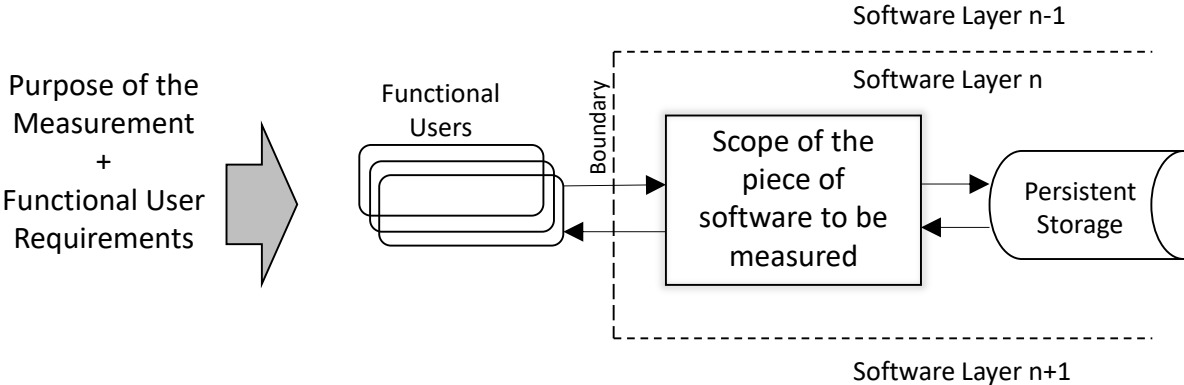 Purpose of the
Measurement
+
Functional User
Requirements
Functional
Users
Boundary
Software Layer n-1
Software Layer n
Scope of the
piece of
software to be
measured
Persistent
Storage
Software Layer n+1